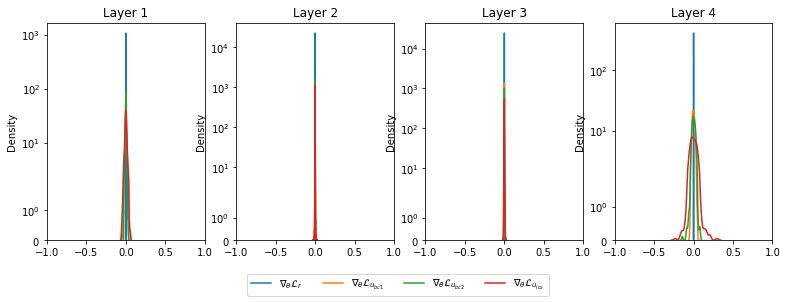 Layer 1 Layer 2 Layer 3 Layer 4
Density Density Density Density
10³ 10² 10¹ 10⁰ 0
10⁴ 10³ 10² 10¹ 10⁰ 0
10⁴ 10³ 10² 10¹ 10⁰ 0
10² 10¹ 10⁰ 0
−1.0 −0.5 0.0 0.5 1.0 −1.0 −0.5 0.0 0.5 1.0 −1.0 −0.5 0.0 0.5 1.0 −1.0 −0.5 0.0 0.5 1.0
∇θℒr ∇θℒu_bc1 ∇θℒu_bc2 ∇θℒu_ics